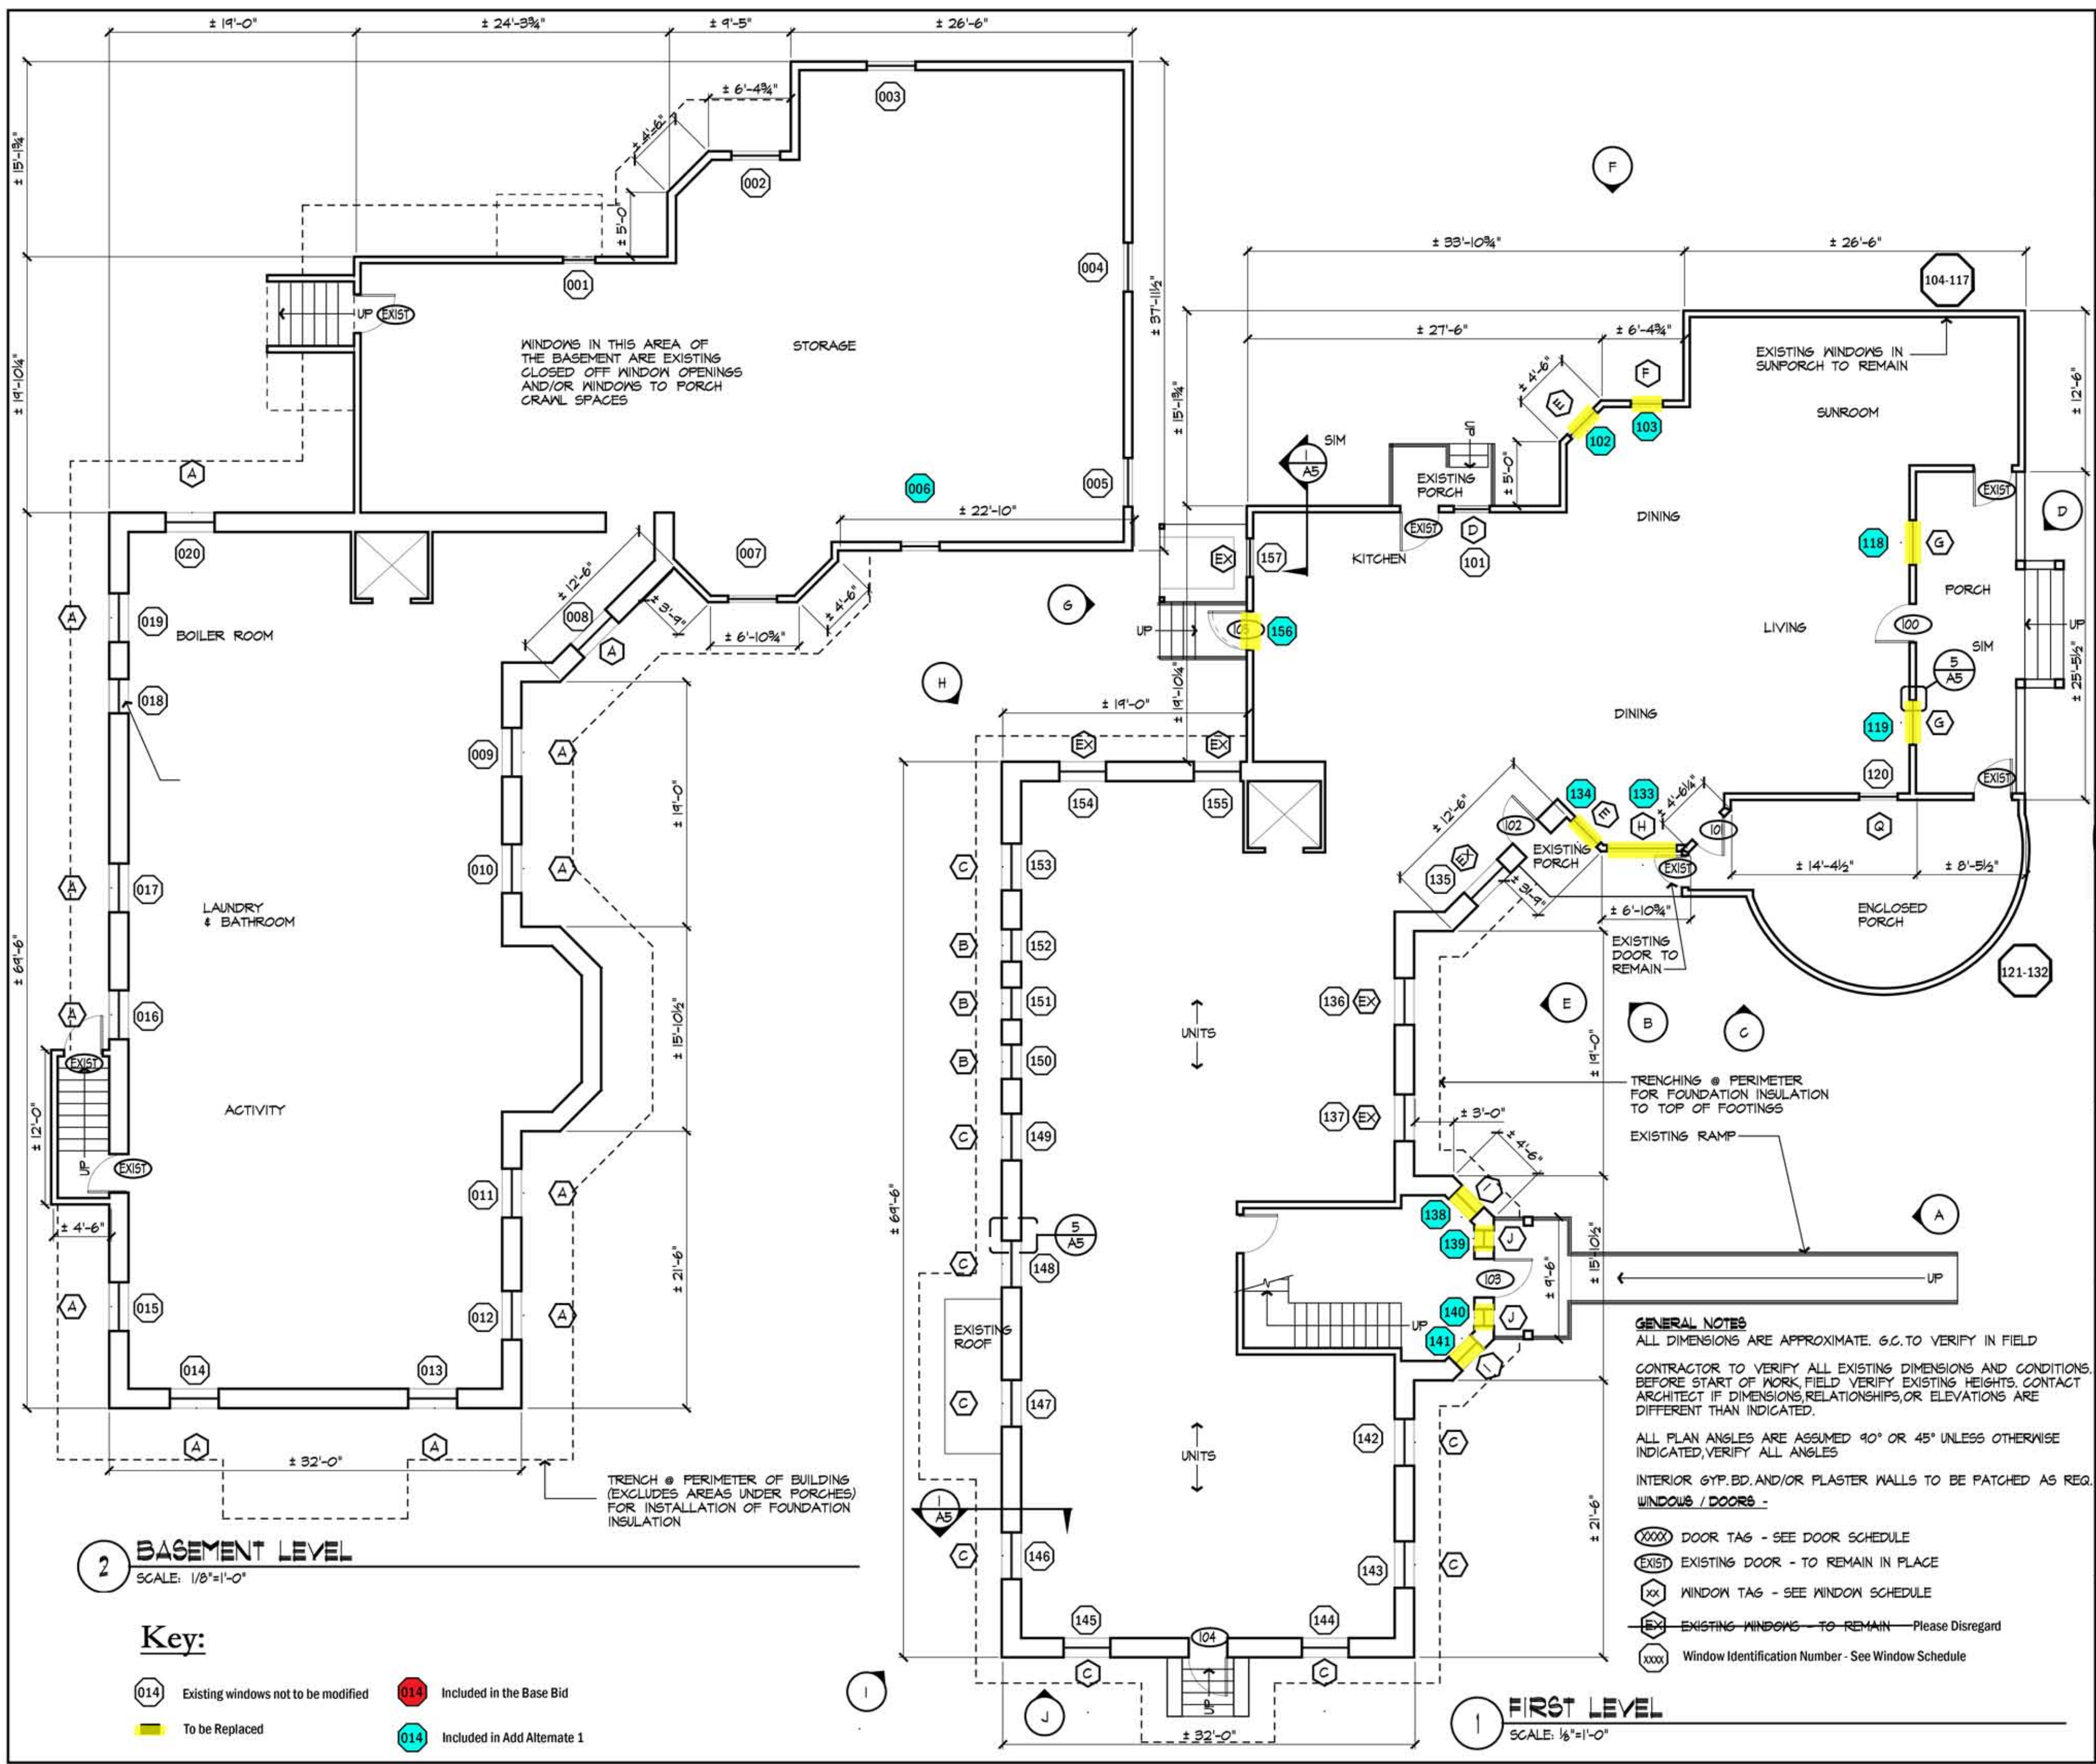 ± 19'-0"
± 24'-3¾"
± 9'-5"
± 26'-6"
± 15'-1¾"
± 6'-4¾"
± 4'-6"
± 5'-0"
003
002
001
004
UP
EXIST
WINDOWS IN THIS AREA OF
THE BASEMENT ARE EXISTING
CLOSED OFF WINDOW OPENINGS
AND/OR WINDOWS TO PORCH
CRAWL SPACES
STORAGE
± 37'-11½"
± 19'-10¼"
A
006
005
± 22'-10"
020
007
± 12'-6"
008
± 3'-9"
± 4'-6"
± 6'-10¾"
A
A
019
BOILER ROOM
018
009
A
± 19'-0"
010
A
A
017
LAUNDRY
& BATHROOM
± 69'-6"
A
016
EXIST
± 15'-10½"
± 12'-0"
ACTIVITY
UP
EXIST
011
A
± 4'-6"
± 21'-6"
A
015
012
A
014
013
A
A
± 32'-0"
TRENCH @ PERIMETER OF BUILDING
(EXCLUDES AREAS UNDER PORCHES)
FOR INSTALLATION OF FOUNDATION
INSULATION
2
BASEMENT LEVEL
SCALE: 1/8"=1'-0"
Key:
014
Existing windows not to be modified
014
Included in the Base Bid
To be Replaced
014
Included in Add Alternate 1
F
± 33'-10¾"
± 26'-6"
104-117
± 27'-6"
± 6'-4¾"
EXISTING WINDOWS IN
SUNPORCH TO REMAIN
± 12'-6"
± 15'-1¾"
± 4'-6"
F
E
103
102
SUNROOM
SIM
1
A5
UP
EXISTING
PORCH
± 5'-0"
EXIST
D
DINING
EXIST
D
101
EX
157
KITCHEN
118
G
G
PORCH
UP
105
156
LIVING
100
UP
SIM
5
A5
± 25'-5½"
H
± 19'-0"
± 19'-10¼"
DINING
119
G
EX
EX
120
EXIST
154
155
134
E
133
± 4'-6¼"
± 12'-6"
102
H
101
Q
EXISTING
PORCH
EXIST
± 14'-4½"
± 8'-5½"
C
153
135
EX
± 3'-9"
± 6'-10¾"
ENCLOSED
PORCH
B
152
EXISTING
DOOR TO
REMAIN
121-132
B
151
136
EX
E
B
C
UNITS
B
150
± 19'-0"
TRENCHING @ PERIMETER
FOR FOUNDATION INSULATION
TO TOP OF FOOTINGS
C
149
137
EX
± 3'-0"
± 4'-6"
EXISTING RAMP
± 69'-6"
I
138
A
5
A5
139
J
C
148
103
± 9'-6"
± 15'-10½"
UP
140
J
UP
141
I
EXISTING
ROOF
C
147
142
C
UNITS
1
A5
± 21'-6"
C
146
143
C
145
144
104
C
C
UP
I
J
± 32'-0"
GENERAL NOTES
ALL DIMENSIONS ARE APPROXIMATE. G.C. TO VERIFY IN FIELD
CONTRACTOR TO VERIFY ALL EXISTING DIMENSIONS AND CONDITIONS.
BEFORE START OF WORK, FIELD VERIFY EXISTING HEIGHTS. CONTACT
ARCHITECT IF DIMENSIONS, RELATIONSHIPS, OR ELEVATIONS ARE
DIFFERENT THAN INDICATED.
ALL PLAN ANGLES ARE ASSUMED 90° OR 45° UNLESS OTHERWISE
INDICATED, VERIFY ALL ANGLES
INTERIOR GYP. BD. AND/OR PLASTER WALLS TO BE PATCHED AS REQ.
WINDOWS / DOORS -
XXXX DOOR TAG - SEE DOOR SCHEDULE
EXIST EXISTING DOOR - TO REMAIN IN PLACE
XX WINDOW TAG - SEE WINDOW SCHEDULE
EX EXISTING WINDOWS - TO REMAIN Please Disregard
XXXX Window Identification Number - See Window Schedule
1
FIRST LEVEL
SCALE: ⅛"=1'-0"